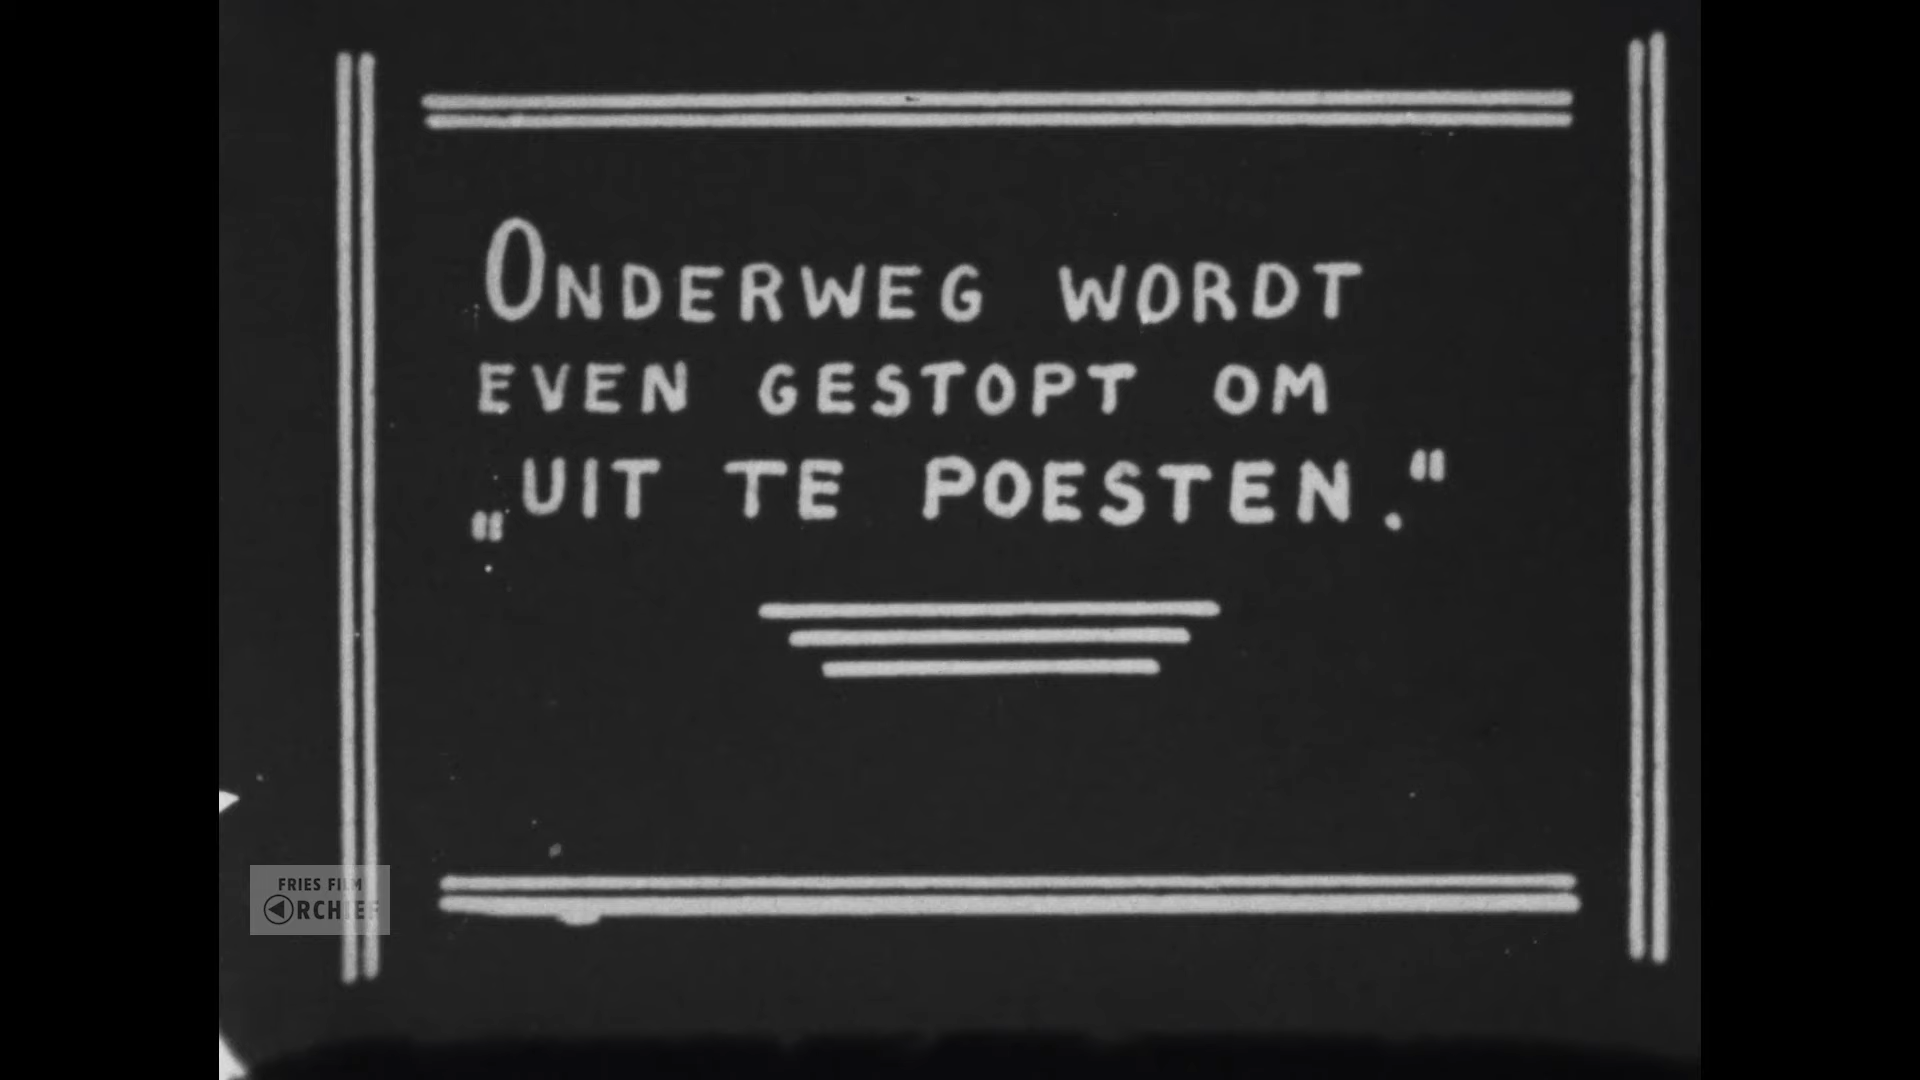 ONDERWEG WORDT
EVEN GESTOPT OM
„UIT TE POESTEN."
FRIES FILM
ARCHIEF